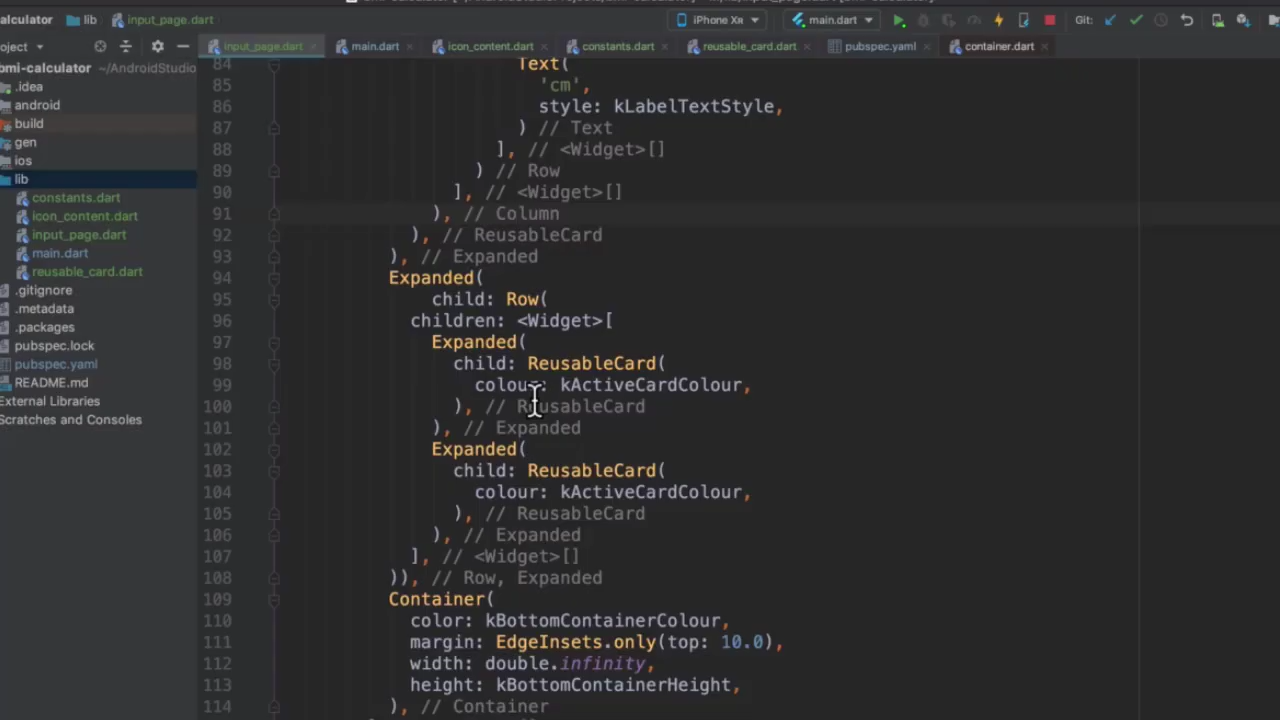 alculator lib input_page.dart iPhone Xʀ main.dart Git:
oject input_page.dart main.dart icon_content.dart constants.dart reusable_card.dart pubspec.yaml container.dart
bmi-calculator ~/AndroidStudio
.idea
android
build
gen
ios
lib
constants.dart
icon_content.dart
input_page.dart
main.dart
reusable_card.dart
.gitignore
.metadata
.packages
pubspec.lock
pubspec.yaml
README.md
External Libraries
Scratches and Consoles
84 Text(
85 'cm',
86 style: kLabelTextStyle,
87 ) // Text
88 ], // <Widget>[]
89 ) // Row
90 ], // <Widget>[]
91 ), // Column
92 ), // ReusableCard
93 ), // Expanded
94 Expanded(
95 child: Row(
96 children: <Widget>[
97 Expanded(
98 child: ReusableCard(
99 colour: kActiveCardColour,
100 ), // ReusableCard
101 ), // Expanded
102 Expanded(
103 child: ReusableCard(
104 colour: kActiveCardColour,
105 ), // ReusableCard
106 ), // Expanded
107 ], // <Widget>[]
108 )), // Row, Expanded
109 Container(
110 color: kBottomContainerColour,
111 margin: EdgeInsets.only(top: 10.0),
112 width: double.infinity,
113 height: kBottomContainerHeight,
114 ), // Container